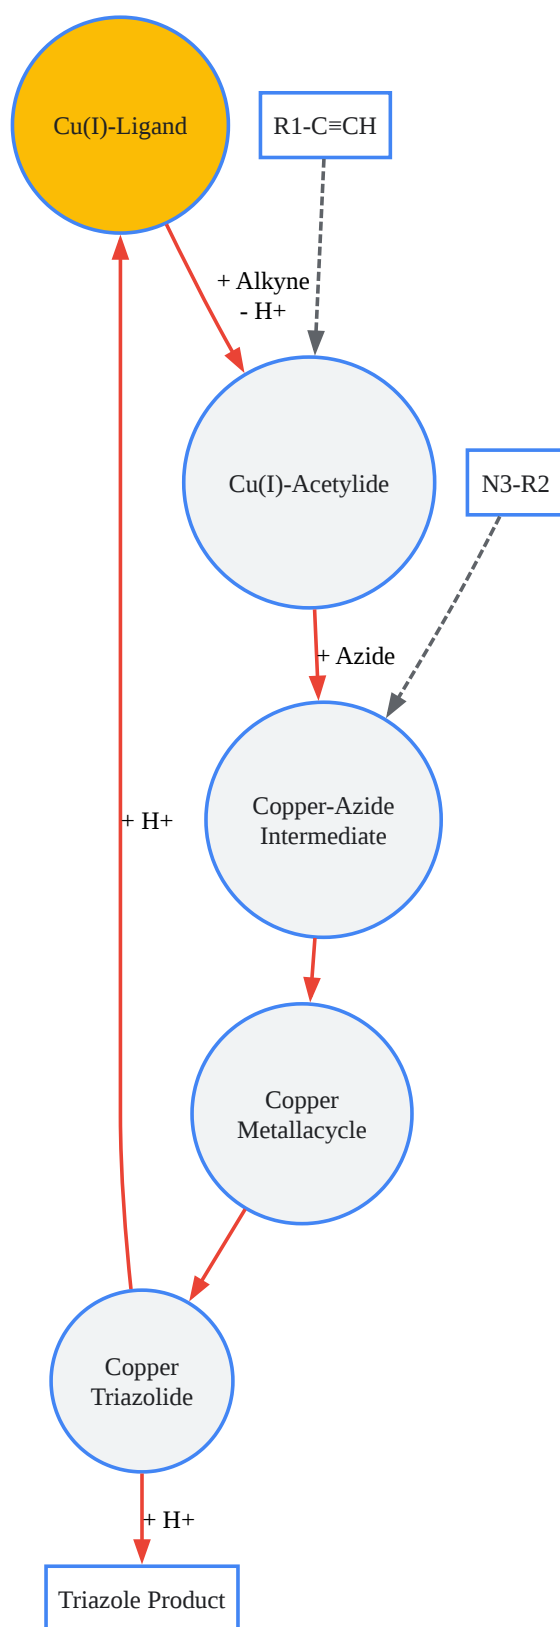 Cu(I)-Ligand
R1-C≡CH
+ Alkyne
- H+
Cu(I)-Acetylide
N3-R2
+ Azide
Copper-Azide
Intermediate
+ H+
Copper
Metallacycle
Copper
Triazolide
+ H+
Triazole Product